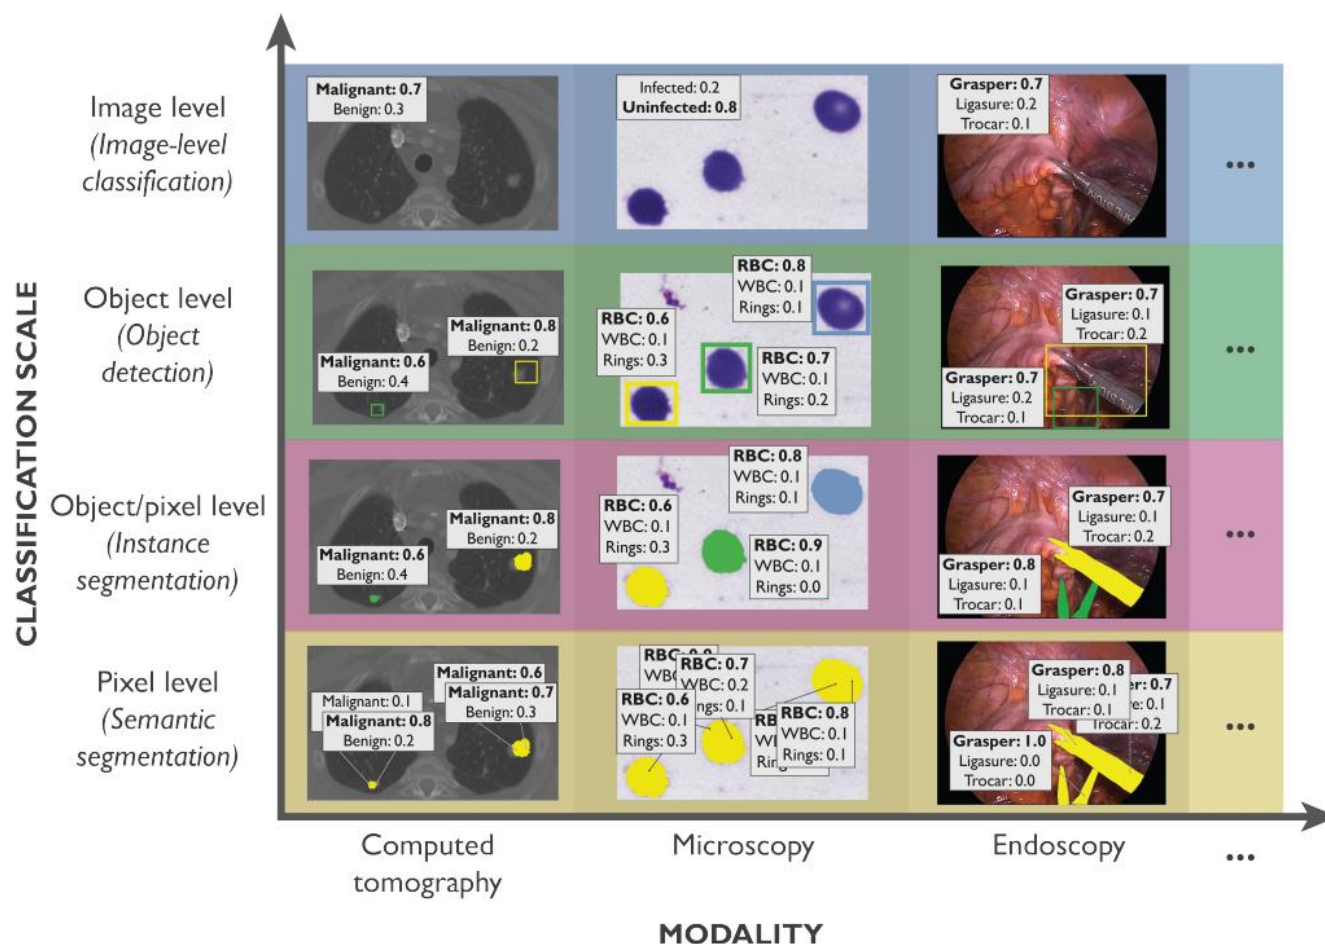 CLASSIFICATION SCALE
Image level
(Image-level
classification)
Malignant: 0.7
Benign: 0.3
Infected: 0.2
Uninfected: 0.8
Grasper: 0.7
Ligasure: 0.2
Trocar: 0.1
...
Object level
(Object
detection)
Malignant: 0.6
Benign: 0.4
Malignant: 0.8
Benign: 0.2
RBC: 0.6
WBC: 0.1
Rings: 0.3
RBC: 0.8
WBC: 0.1
Rings: 0.1
RBC: 0.7
WBC: 0.1
Rings: 0.2
Grasper: 0.7
Ligasure: 0.1
Trocar: 0.2
Grasper: 0.7
Ligasure: 0.2
Trocar: 0.1
...
Object/pixel level
(Instance
segmentation)
Malignant: 0.6
Benign: 0.4
Malignant: 0.8
Benign: 0.2
RBC: 0.6
WBC: 0.1
Rings: 0.3
RBC: 0.8
WBC: 0.1
Rings: 0.1
RBC: 0.9
WBC: 0.1
Rings: 0.0
Grasper: 0.7
Ligasure: 0.1
Trocar: 0.2
Grasper: 0.8
Ligasure: 0.1
Trocar: 0.1
...
Pixel level
(Semantic
segmentation)
Malignant: 0.1
Malignant: 0.8
Benign: 0.2
Malignant: 0.6
Malignant: 0.7
Benign: 0.3
RBC: 0.6
WBC: 0.1
Rings: 0.3
RBC: 0.7
WBC: 0.2
Rings: 0.1
RBC: 0.8
WBC: 0.1
Rings: 0.1
Grasper: 0.8
Ligasure: 0.1
Trocar: 0.1
0.7
0.1
Trocar: 0.2
Grasper: 1.0
Ligasure: 0.0
Trocar: 0.0
...
Computed
tomography
Microscopy
Endoscopy
...
MODALITY